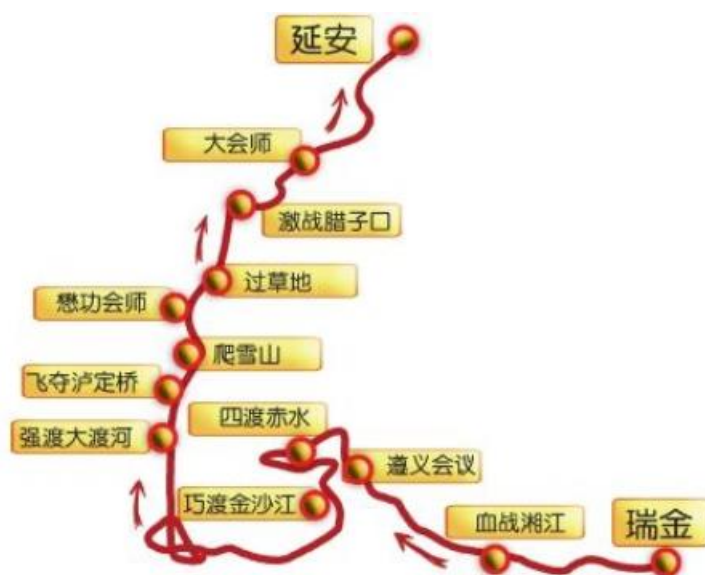 延安
大会师
激战腊子口
过草地
懋功会师
爬雪山
飞夺泸定桥
四渡赤水
强渡大渡河
遵义会议
巧渡金沙江
血战湘江
瑞金